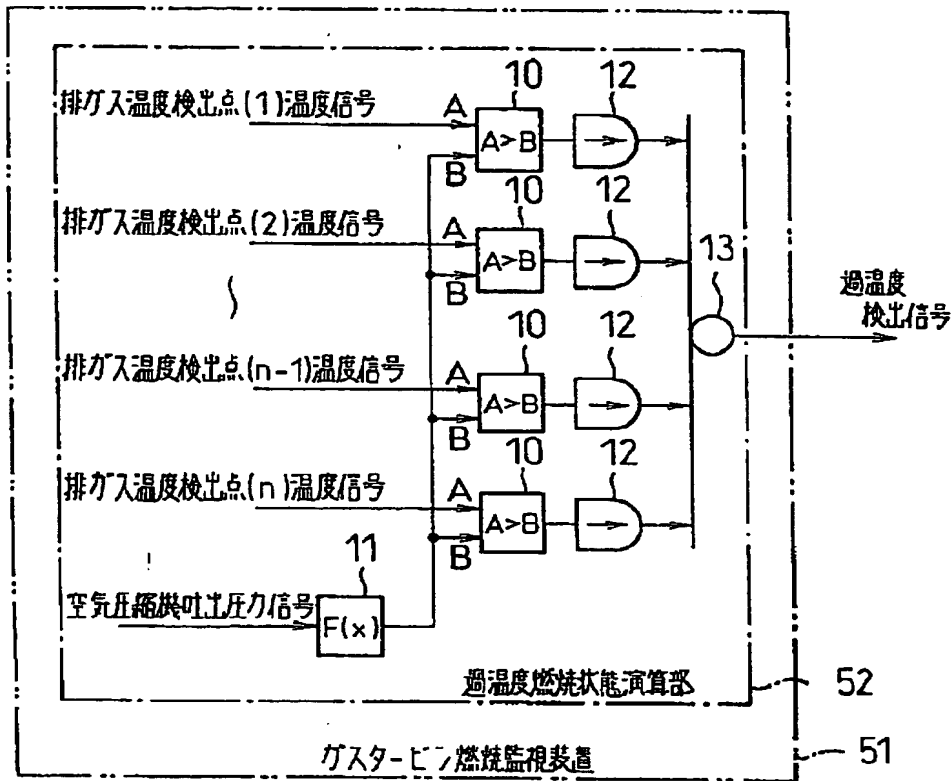 排ガス温度検出点(1)温度信号
A
B
10
A>B
12
排ガス温度検出点(2)温度信号
A
B
10
A>B
12
13
過温度
検出信号
排ガス温度検出点(n-1)温度信号
A
B
10
A>B
12
排ガス温度検出点(n)温度信号
A
B
10
A>B
12
11
空気圧縮機吐出圧力信号
F(x)
過温度燃焼状態演算部
52
ガスタービン燃焼監視装置
51